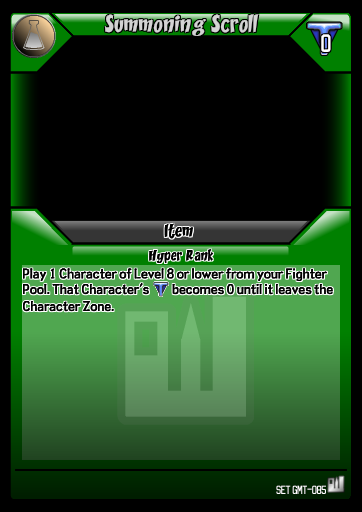 Summoning Scroll
0
Item
Hyper Rank
Play 1 Character of Level 8 or lower from your Fighter
Pool. That Character's becomes 0 until it leaves the
Character Zone.
SET GMT-085